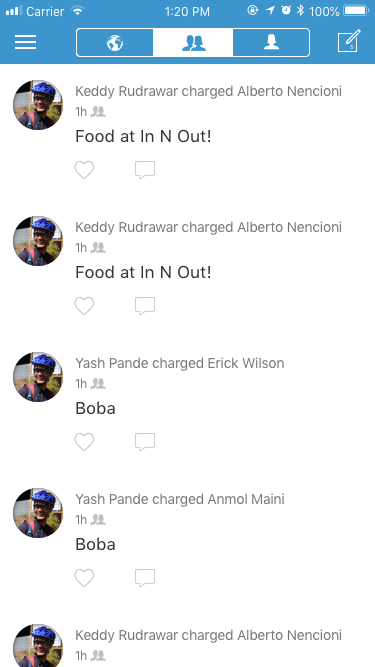 Carrier 1:20 PM 100%
Keddy Rudrawar charged Alberto Nencioni
1h
Food at In N Out!
Keddy Rudrawar charged Alberto Nencioni
1h
Food at In N Out!
Yash Pande charged Erick Wilson
1h
Boba
Yash Pande charged Anmol Maini
1h
Boba
Keddy Rudrawar charged Alberto Nencioni
1h